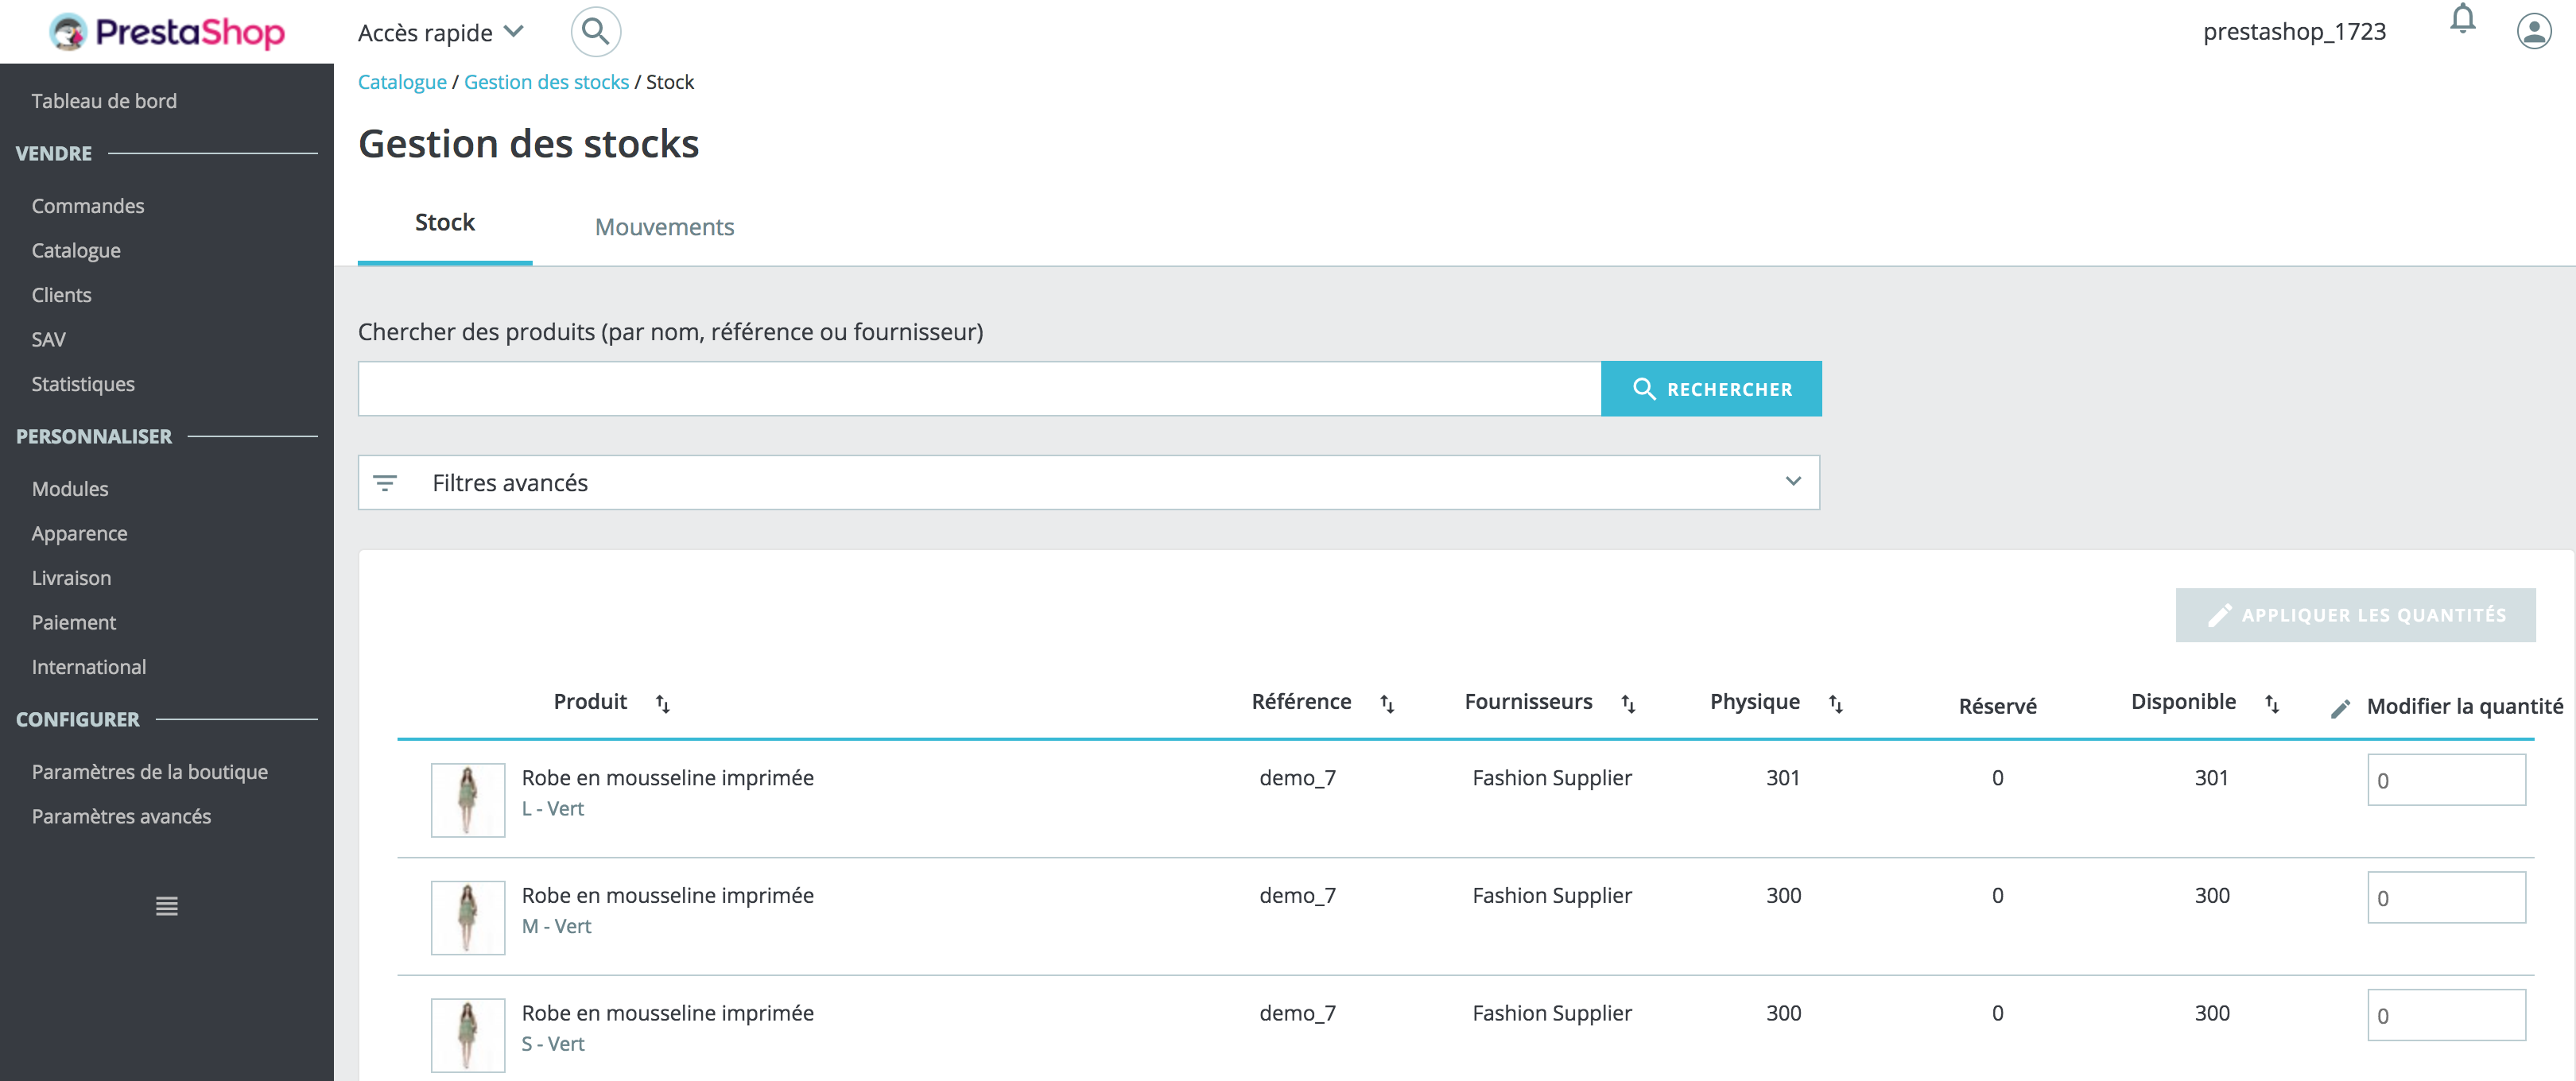 PrestaShop
Accès rapide
prestashop_1723
Tableau de bord
VENDRE
Commandes
Catalogue
Clients
SAV
Statistiques
PERSONNALISER
Modules
Apparence
Livraison
Paiement
International
CONFIGURER
Paramètres de la boutique
Paramètres avancés
Catalogue / Gestion des stocks / Stock
Gestion des stocks
Stock Mouvements
Chercher des produits (par nom, référence ou fournisseur)
RECHERCHER
Filtres avancés
APPLIQUER LES QUANTITÉS
Produit Référence Fournisseurs Physique Réservé Disponible Modifier la quantité
Robe en mousseline imprimée demo_7 Fashion Supplier 301 0 301 0
L - Vert
Robe en mousseline imprimée demo_7 Fashion Supplier 300 0 300 0
M - Vert
Robe en mousseline imprimée demo_7 Fashion Supplier 300 0 300 0
S - Vert